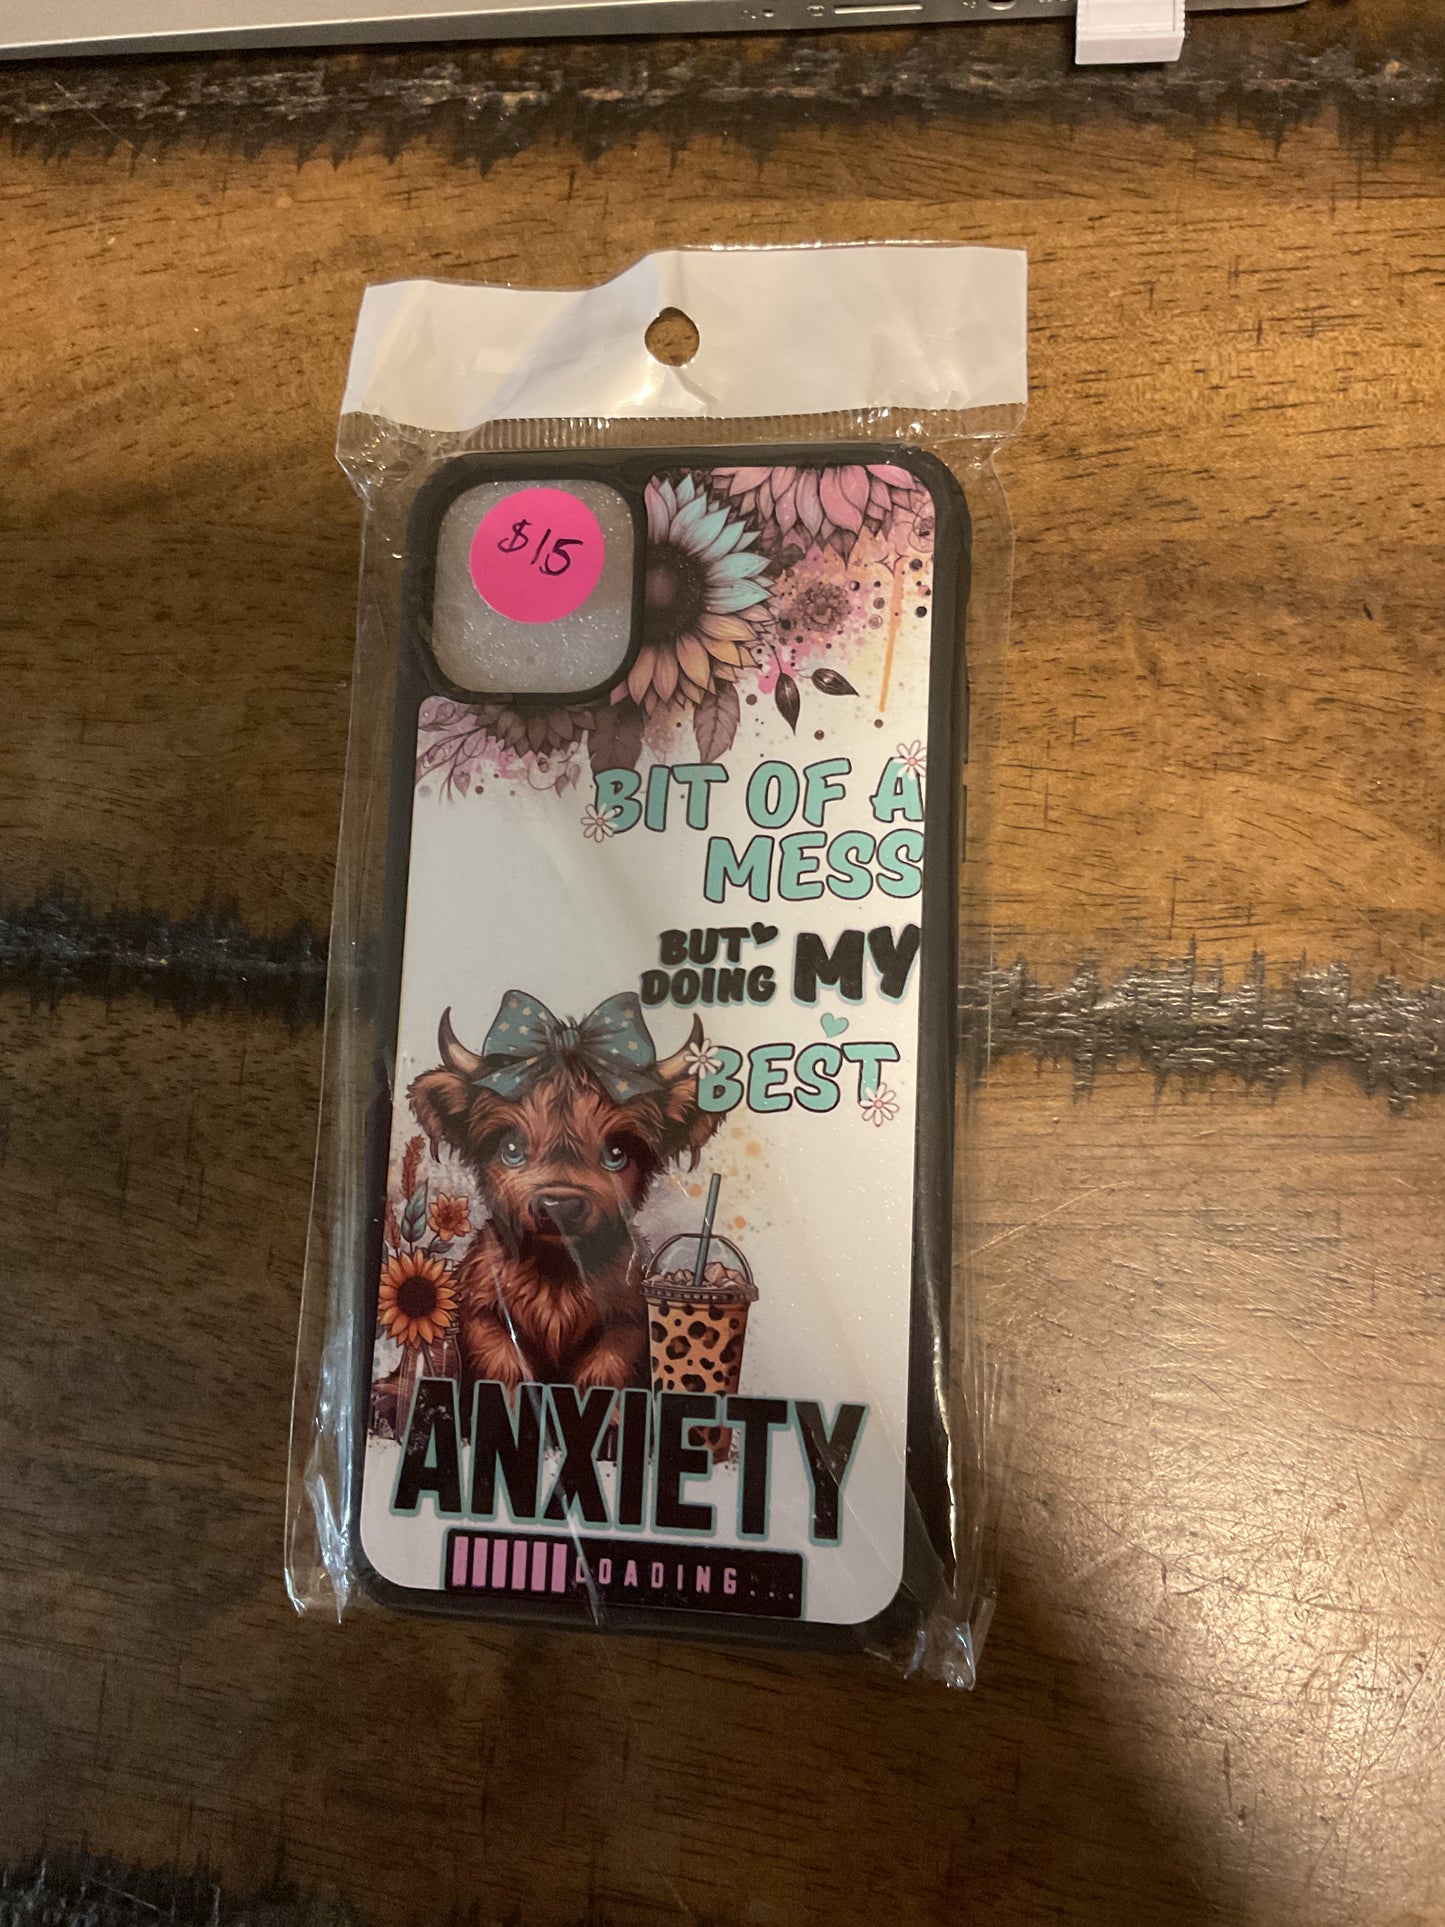 $15
BIT OF A
MESS
BUT
DOING MY
BEST
ANXIETY
LOADING...